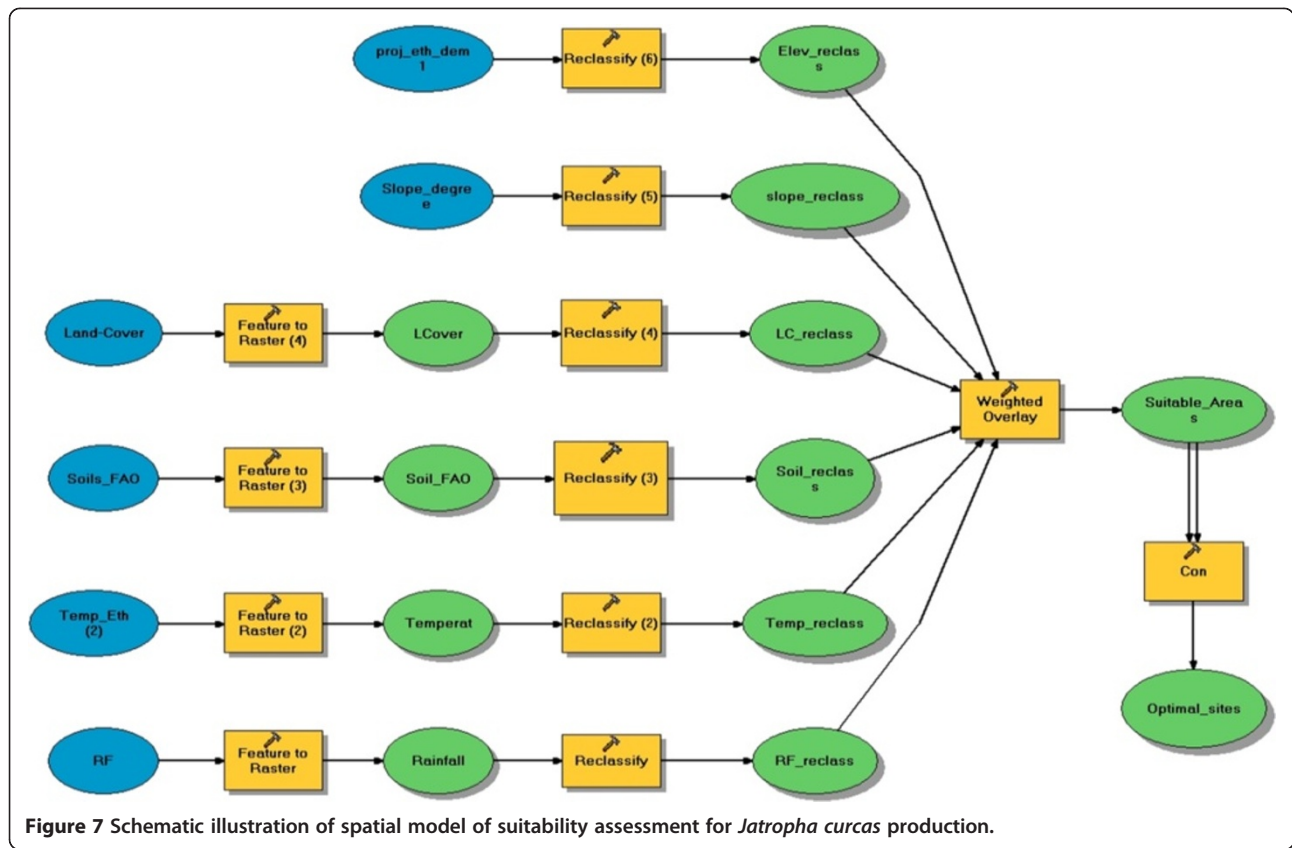 proj_eth_dem
1
Reclassify (6)
Elev_reclas
s
Slope_degre
e
Reclassify (5)
slope_reclass
Land-Cover
Feature to
Raster (4)
LCover
Reclassify (4)
LC_reclass
Weighted
Overlay
Suitable_Area
s
Soils_FAO
Feature to
Raster (3)
Soil_FAO
Reclassify (3)
Soil_reclas
s
Con
Temp_Eth
(2)
Feature to
Raster (2)
Temperat
Reclassify (2)
Temp_reclass
Optimal_sites
RF
Feature to
Raster
Rainfall
Reclassify
RF_reclass
Figure 7 Schematic illustration of spatial model of suitability assessment for Jatropha curcas production.